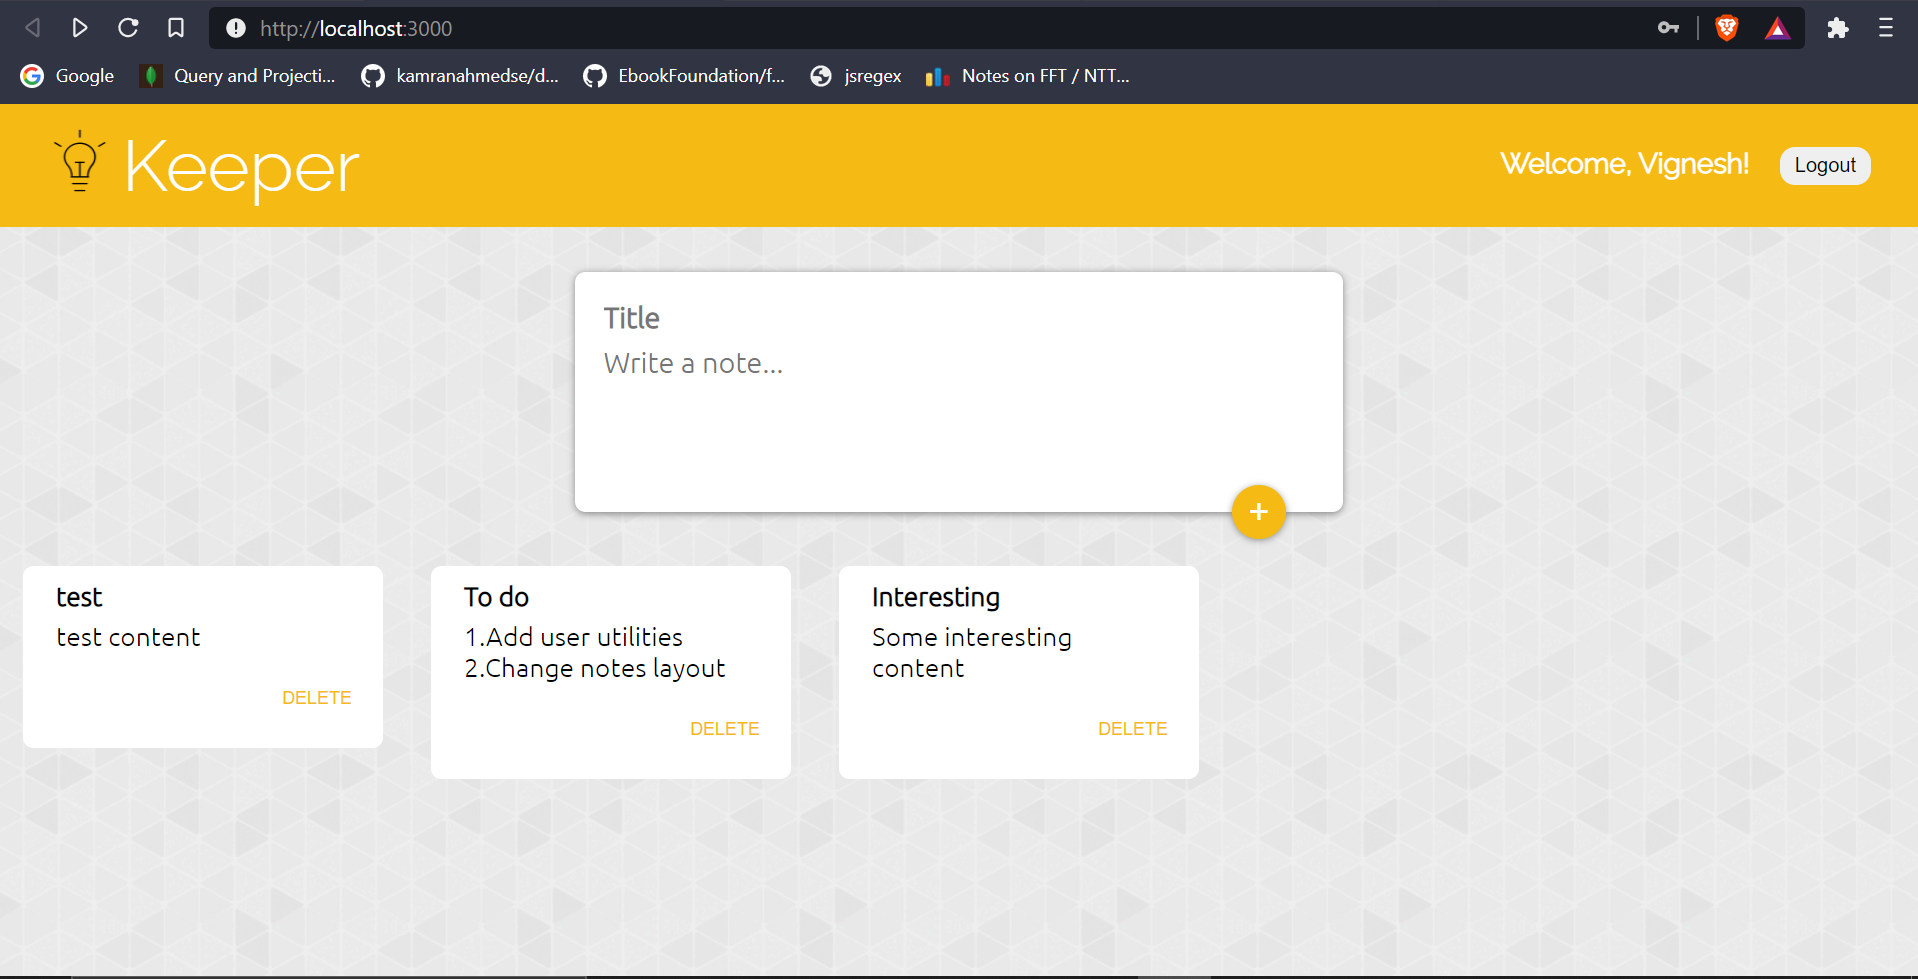 http://localhost:3000
Google
Query and Projecti...
kamranahmedse/d...
EbookFoundation/f...
jsregex
Notes on FFT / NTT...
Keeper
Welcome, Vignesh!
Logout
Title
Write a note...
+
test
test content
DELETE
To do
1.Add user utilities
2.Change notes layout
DELETE
Interesting
Some interesting
content
DELETE